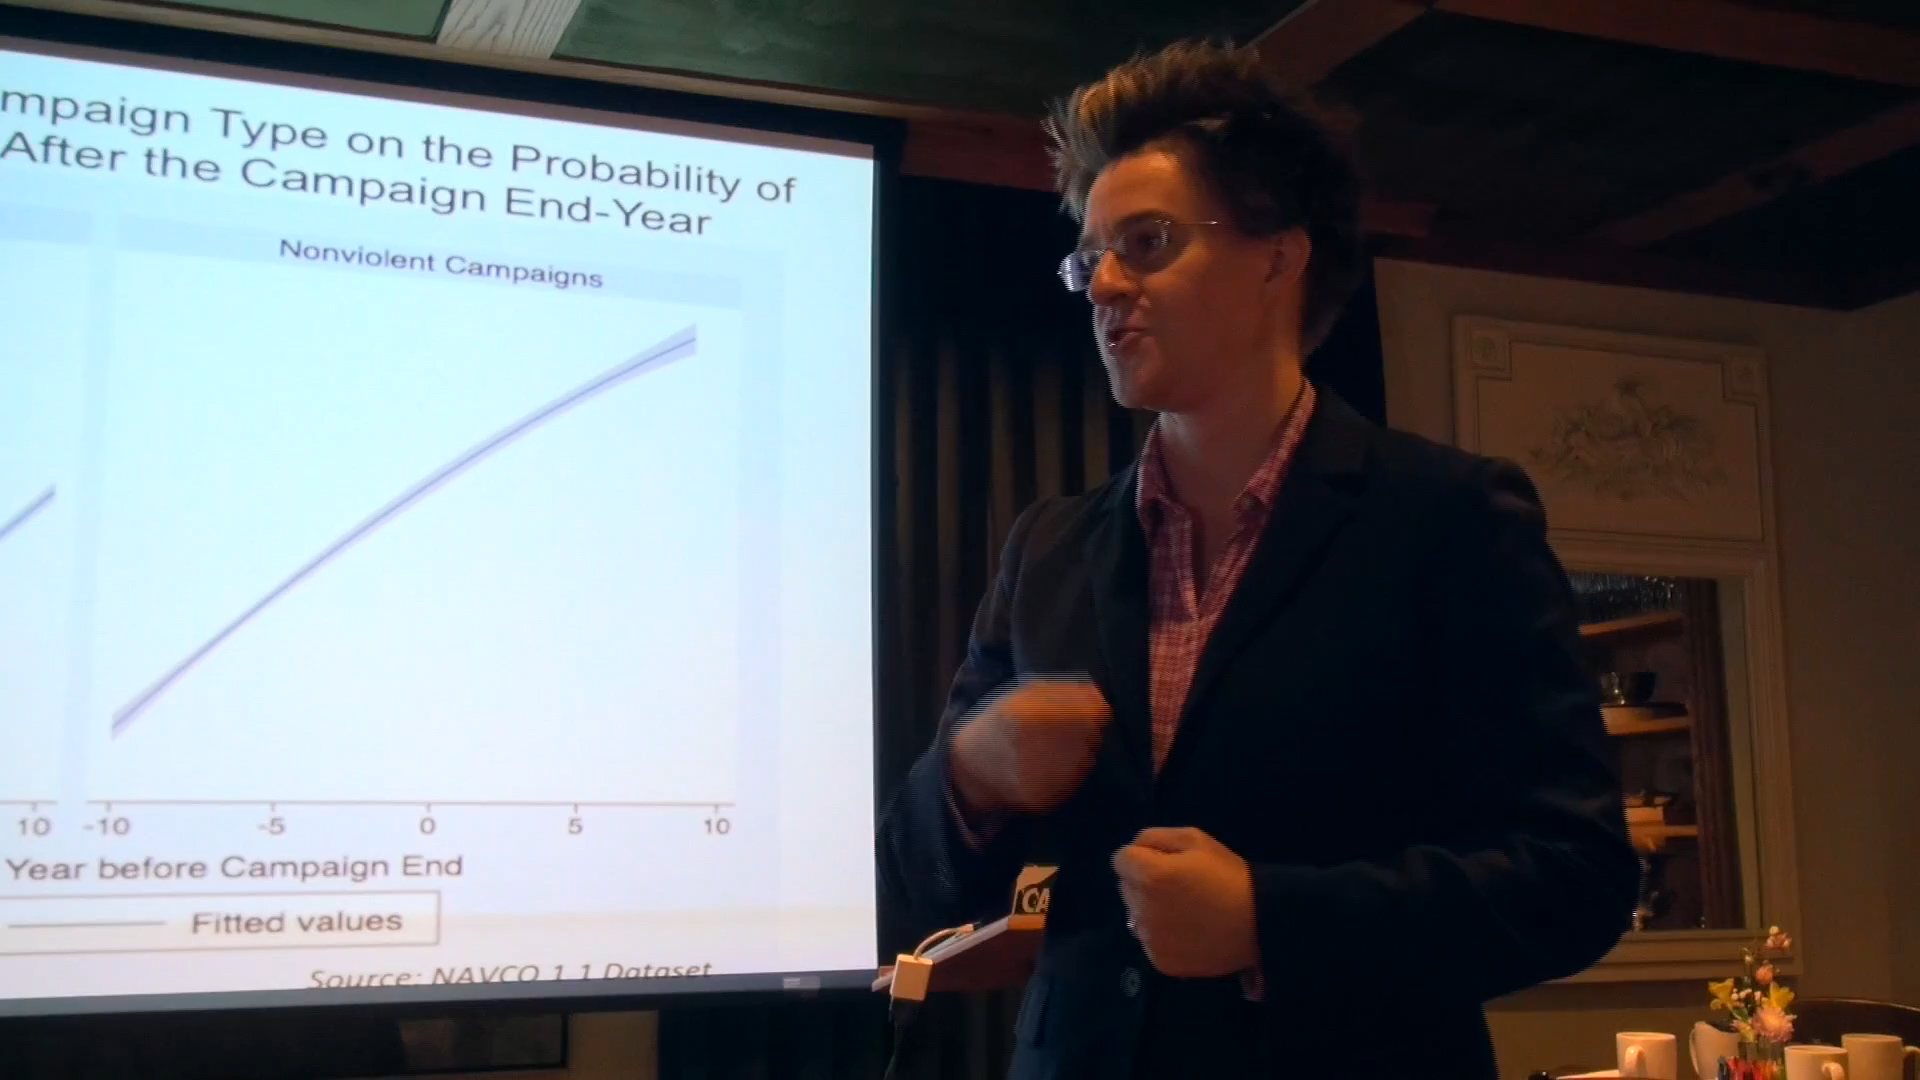 mpaign Type on the Probability of
After the Campaign End-Year
Nonviolent Campaigns
10 -10 -5 0 5 10
Year before Campaign End
Fitted values
Source: NAVCO 1.1 Dataset
CA